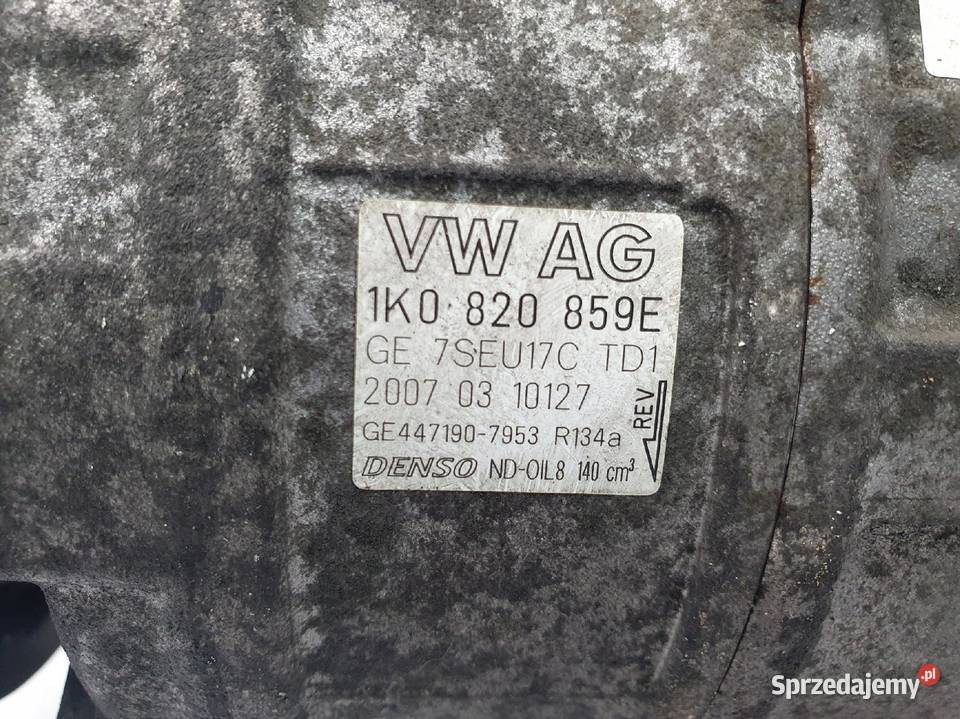 VW AG
1K0 820 859E
GE 7SEU17C TD1
2007 03 10127
REV
GE447190-7953 R134a
DENSO ND-OIL8 140 cm³
Sprzedajemy.pl